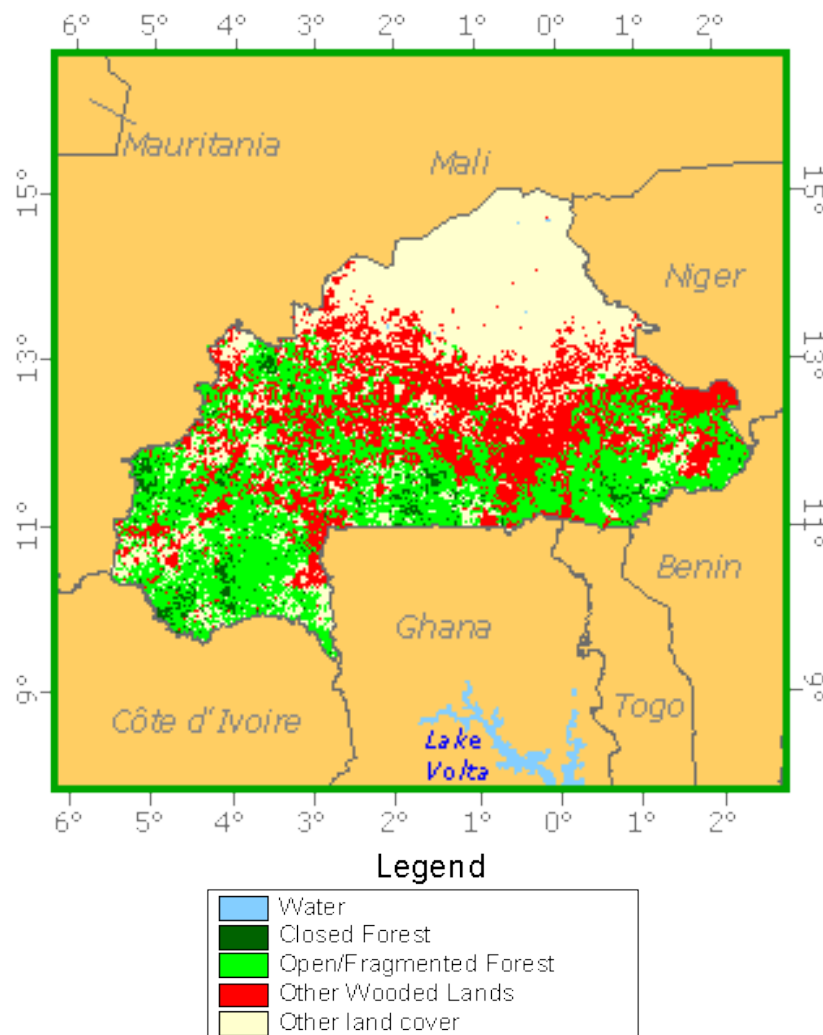 6° 5° 4° 3° 2° 1° 0° 1° 2°
Mauritania
Mali
15° 15°
Niger
13° 13°
11° 11°
Benin
Ghana
9° 9°
Togo
Côte d'Ivoire
Lake
Volta
6° 5° 4° 3° 2° 1° 0° 1° 2°
Legend
Water
Closed Forest
Open/Fragmented Forest
Other Wooded Lands
Other land cover